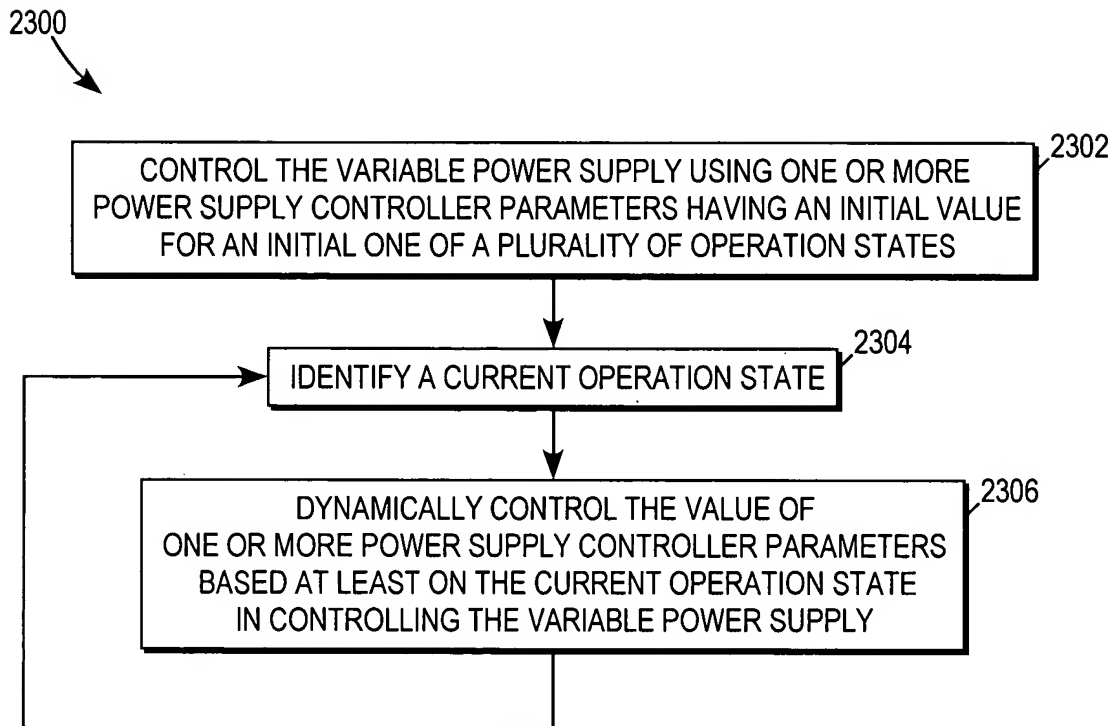 2300
2302
CONTROL THE VARIABLE POWER SUPPLY USING ONE OR MORE
POWER SUPPLY CONTROLLER PARAMETERS HAVING AN INITIAL VALUE
FOR AN INITIAL ONE OF A PLURALITY OF OPERATION STATES
2304
IDENTIFY A CURRENT OPERATION STATE
2306
DYNAMICALLY CONTROL THE VALUE OF
ONE OR MORE POWER SUPPLY CONTROLLER PARAMETERS
BASED AT LEAST ON THE CURRENT OPERATION STATE
IN CONTROLLING THE VARIABLE POWER SUPPLY